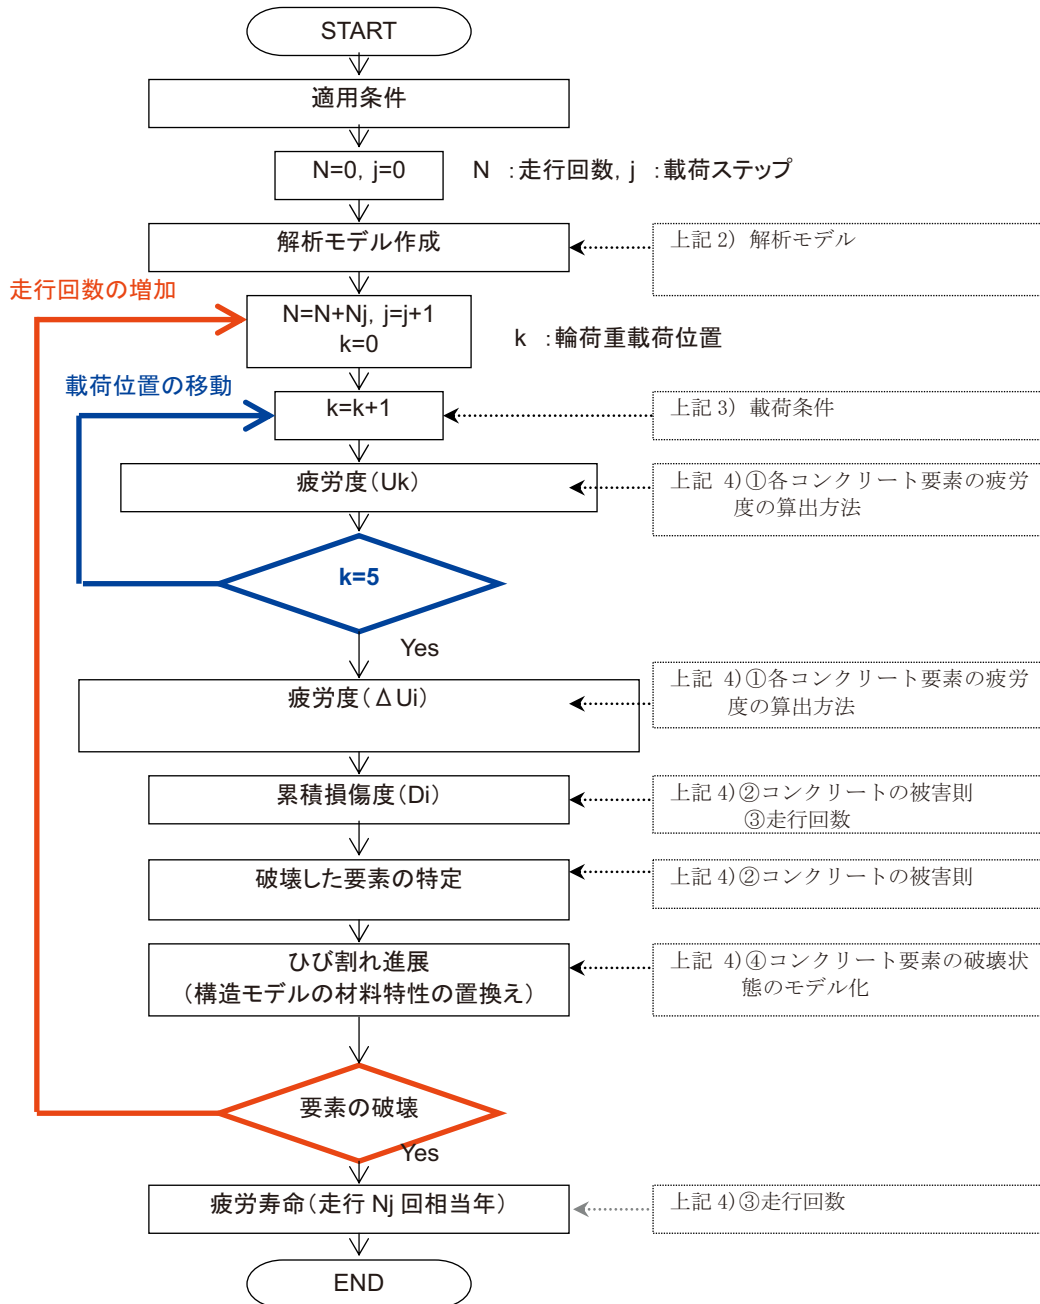 START
適用条件
N=0, j=0
N ：走行回数, j ：載荷ステップ
解析モデル作成
上記 2）解析モデル
走行回数の増加
N=N+Nj, j=j+1
k=0
k ：輪荷重載荷位置
載荷位置の移動
k=k+1
上記 3）載荷条件
疲労度（Uk）
上記 4)①各コンクリート要素の疲労
度の算出方法
k=5
Yes
疲労度（ΔUi）
上記 4)①各コンクリート要素の疲労
度の算出方法
累積損傷度（Di）
上記 4)②コンクリートの被害則
③走行回数
破壊した要素の特定
上記 4)②コンクリートの被害則
ひび割れ進展
（構造モデルの材料特性の置換え）
上記 4)④コンクリート要素の破壊状
態のモデル化
要素の破壊
Yes
疲労寿命（走行 Nj 回相当年）
上記 4)③走行回数
END